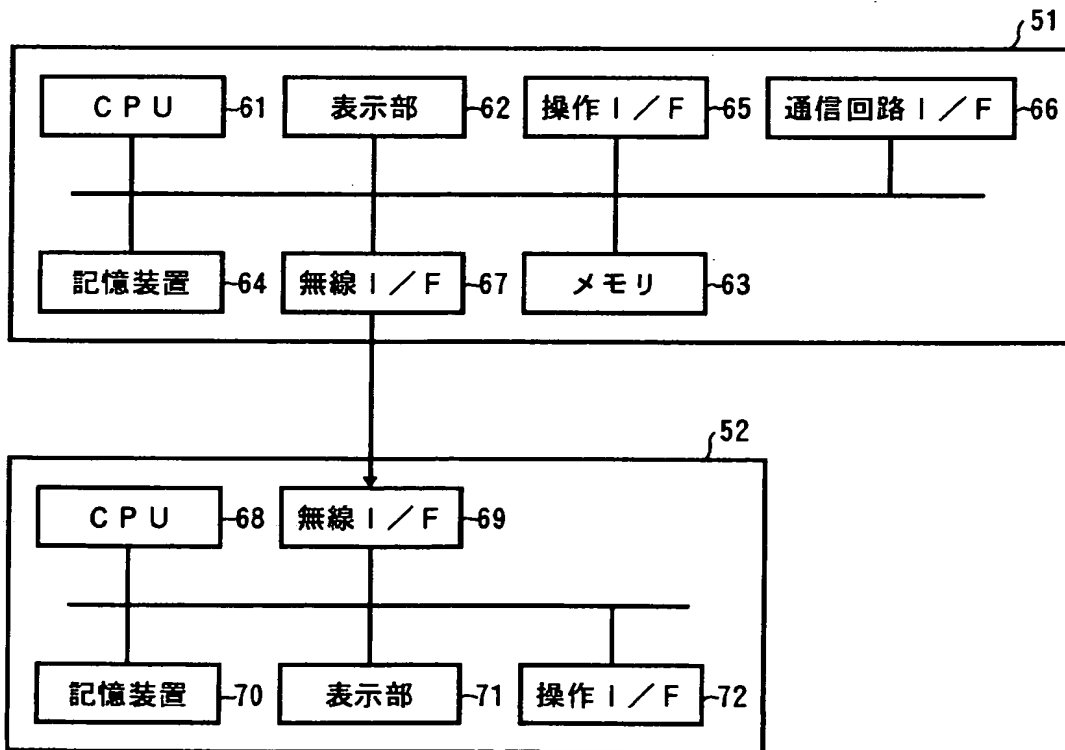 51
CPU 61
表示部 62
操作I/F 65
通信回路I/F 66
記憶装置 64
無線I/F 67
メモリ 63
52
CPU 68
無線I/F 69
記憶装置 70
表示部 71
操作I/F 72